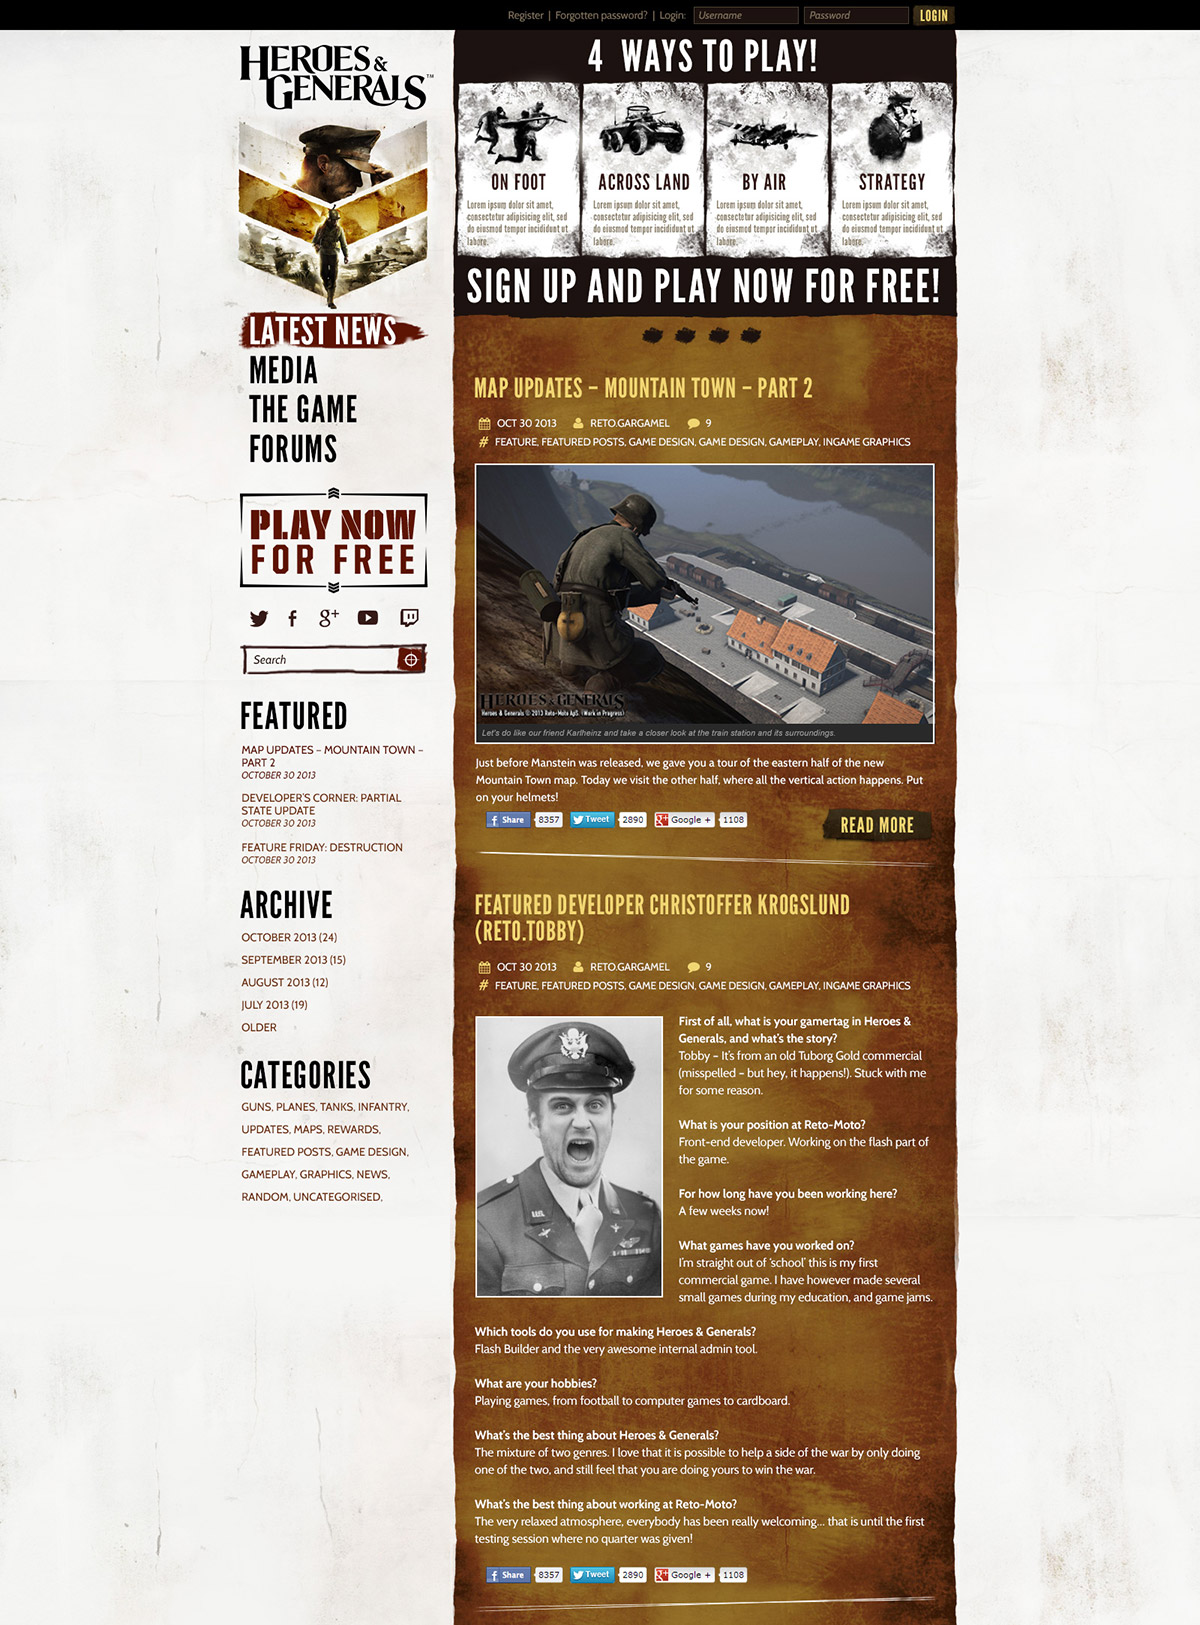 Register | Forgotten password? | Login: Username Password LOGIN
HEROES &
GENERALS™
LATEST NEWS
MEDIA
THE GAME
FORUMS
PLAY NOW
FOR FREE
Search
FEATURED
MAP UPDATES – MOUNTAIN TOWN –
PART 2
OCTOBER 30 2013
DEVELOPER'S CORNER: PARTIAL
STATE UPDATE
OCTOBER 30 2013
FEATURE FRIDAY: DESTRUCTION
OCTOBER 30 2013
ARCHIVE
OCTOBER 2013 (24)
SEPTEMBER 2013 (15)
AUGUST 2013 (12)
JULY 2013 (19)
OLDER
CATEGORIES
GUNS, PLANES, TANKS, INFANTRY,
UPDATES, MAPS, REWARDS,
FEATURED POSTS, GAME DESIGN,
GAMEPLAY, GRAPHICS, NEWS,
RANDOM, UNCATEGORISED,
4 WAYS TO PLAY!
ON FOOT
Lorem ipsum dolor sit amet,
consectetur adipisicing elit, sed
do eiusmod tempor incididunt ut
labore.
ACROSS LAND
Lorem ipsum dolor sit amet,
consectetur adipisicing elit, sed
do eiusmod tempor incididunt ut
labore.
BY AIR
Lorem ipsum dolor sit amet,
consectetur adipisicing elit, sed
do eiusmod tempor incididunt ut
labore.
STRATEGY
Lorem ipsum dolor sit amet,
consectetur adipisicing elit, sed
do eiusmod tempor incididunt ut
labore.
SIGN UP AND PLAY NOW FOR FREE!
MAP UPDATES – MOUNTAIN TOWN – PART 2
OCT 30 2013 RETO.GARGAMEL 9
# FEATURE, FEATURED POSTS, GAME DESIGN, GAME DESIGN, GAMEPLAY, INGAME GRAPHICS
HEROES & GENERALS
Heroes & Generals © 2013 Reto-Moto ApS. (Work in Progress)
Let's do like our friend Karlheinz and take a closer look at the train station and its surroundings.
Just before Manstein was released, we gave you a tour of the eastern half of the new
Mountain Town map. Today we visit the other half, where all the vertical action happens. Put
on your helmets!
f Share 8357 Tweet 2890 g+ Google + 1108
READ MORE
FEATURED DEVELOPER CHRISTOFFER KROGSLUND
(RETO.TOBBY)
OCT 30 2013 RETO.GARGAMEL 9
# FEATURE, FEATURED POSTS, GAME DESIGN, GAME DESIGN, GAMEPLAY, INGAME GRAPHICS
First of all, what is your gamertag in Heroes &
Generals, and what's the story?
Tobby – It's from an old Tuborg Gold commercial
(misspelled – but hey, it happens!). Stuck with me
for some reason.
What is your position at Reto-Moto?
Front-end developer. Working on the flash part of
the game.
For how long have you been working here?
A few weeks now!
What games have you worked on?
I'm straight out of 'school' this is my first
commercial game. I have however made several
small games during my education, and game jams.
Which tools do you use for making Heroes & Generals?
Flash Builder and the very awesome internal admin tool.
What are your hobbies?
Playing games, from football to computer games to cardboard.
What's the best thing about Heroes & Generals?
The mixture of two genres. I love that it is possible to help a side of the war by only doing
one of the two, and still feel that you are doing yours to win the war.
What's the best thing about working at Reto-Moto?
The very relaxed atmosphere, everybody has been really welcoming... that is until the first
testing session where no quarter was given!
f Share 8357 Tweet 2890 g+ Google + 1108